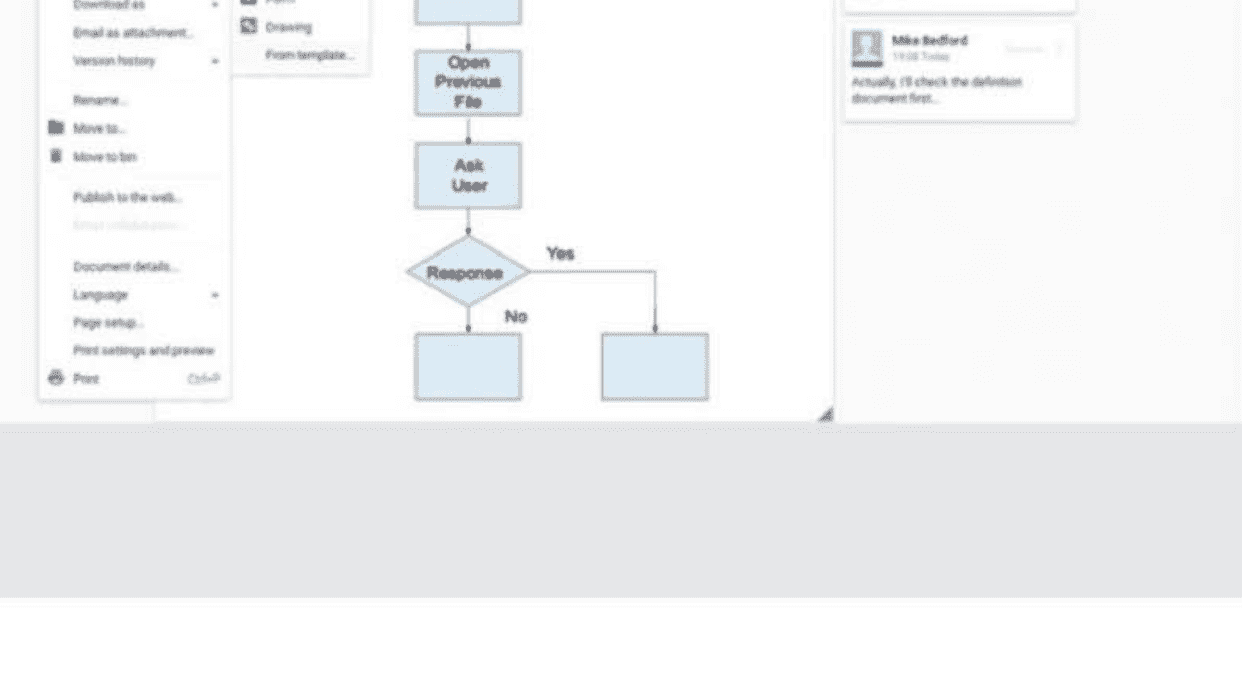 Download as
Email as attachment...
Version history
Rename...
Move to...
Move to bin
Publish to the web...
Document details...
Language
Page setup...
Print settings and preview
Print Ctrl+P
Drawing
From template...
Open
Previous
File
Ask
User
Response
Yes
No
Mike Bedford
Today
Actually, I'll check the definition
document first...